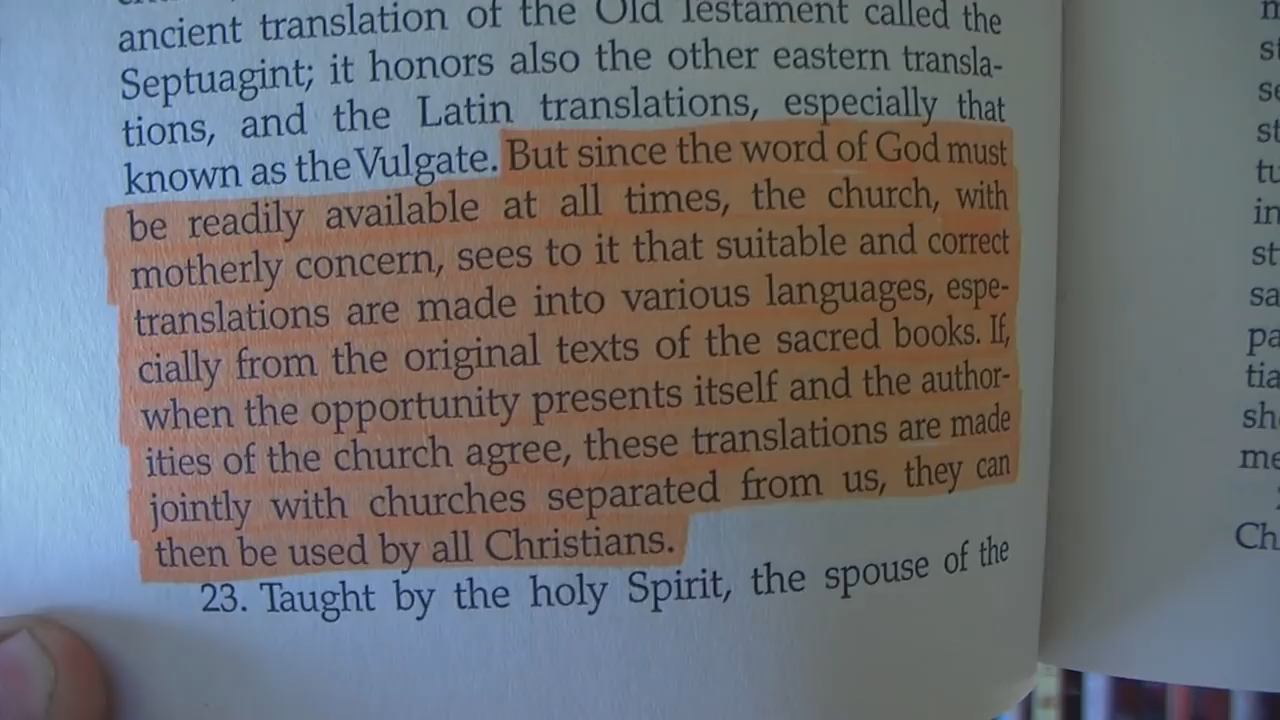 ancient translation of the Old Testament called the
Septuagint; it honors also the other eastern transla-
tions, and the Latin translations, especially that
known as the Vulgate. But since the word of God must
be readily available at all times, the church, with
motherly concern, sees to it that suitable and correct
translations are made into various languages, espe-
cially from the original texts of the sacred books. If,
when the opportunity presents itself and the author-
ities of the church agree, these translations are made
jointly with churches separated from us, they can
then be used by all Christians.
23. Taught by the holy Spirit, the spouse of the